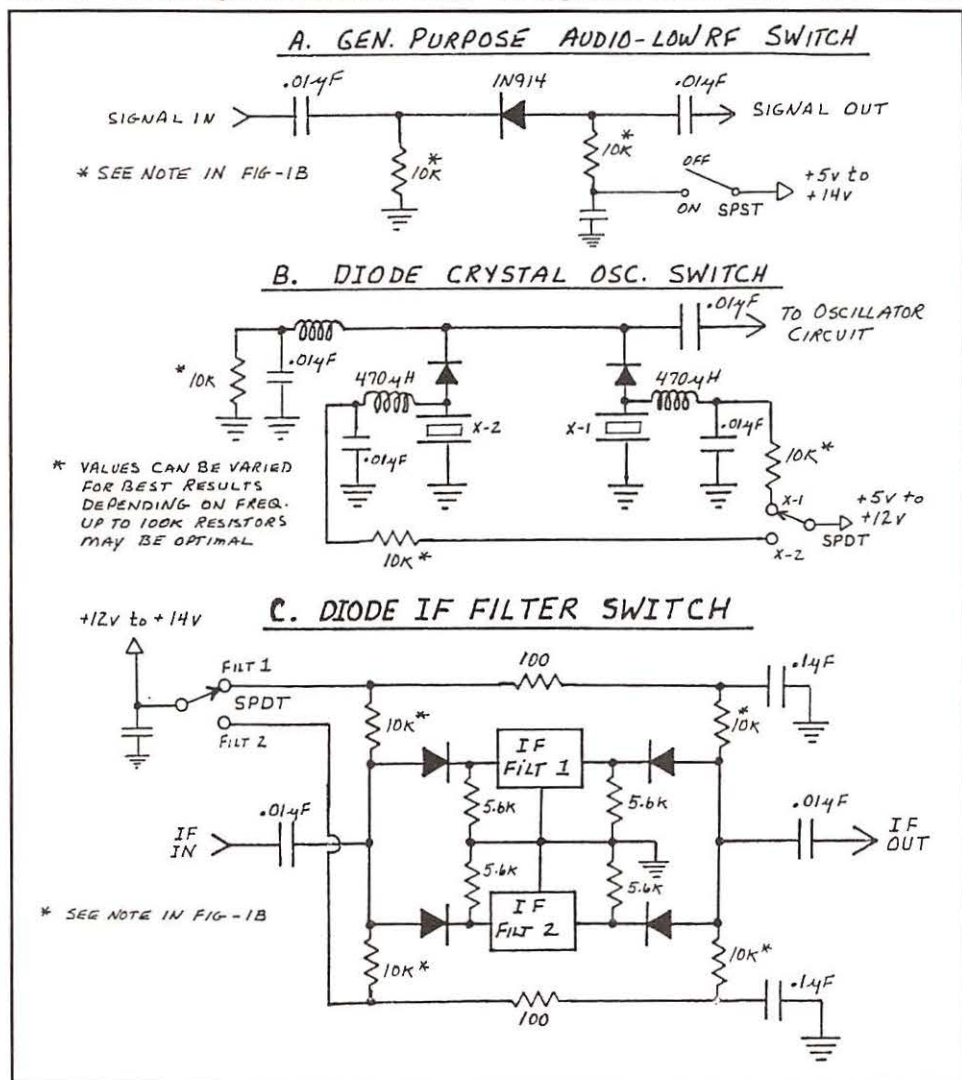 A. GEN. PURPOSE AUDIO-LOW RF SWITCH
.01µF
1N914
.01µF
SIGNAL IN
SIGNAL OUT
10K*
10K*
* SEE NOTE IN FIG-1B
OFF
+5v to
+14v
ON
SPST
B. DIODE CRYSTAL OSC. SWITCH
.01µF
TO OSCILLATOR
CIRCUIT
.01µF
*10K
470µH
470µH
X-2
X-1
.01µF
.01µF
10K*
* VALUES CAN BE VARIED
FOR BEST RESULTS
DEPENDING ON FREQ.
UP TO 100K RESISTORS
MAY BE OPTIMAL
X-1
+5v to
+12v
SPDT
X-2
10K*
C. DIODE IF FILTER SWITCH
+12v to +14v
FILT 1
SPDT
FILT 2
100
.1µF
10K*
10K*
IF
FILT 1
5.6K
5.6K
.01µF
.01µF
IF
IN
IF
OUT
5.6K
5.6K
IF
FILT 2
* SEE NOTE IN FIG-1B
10K*
10K*
.1µF
100